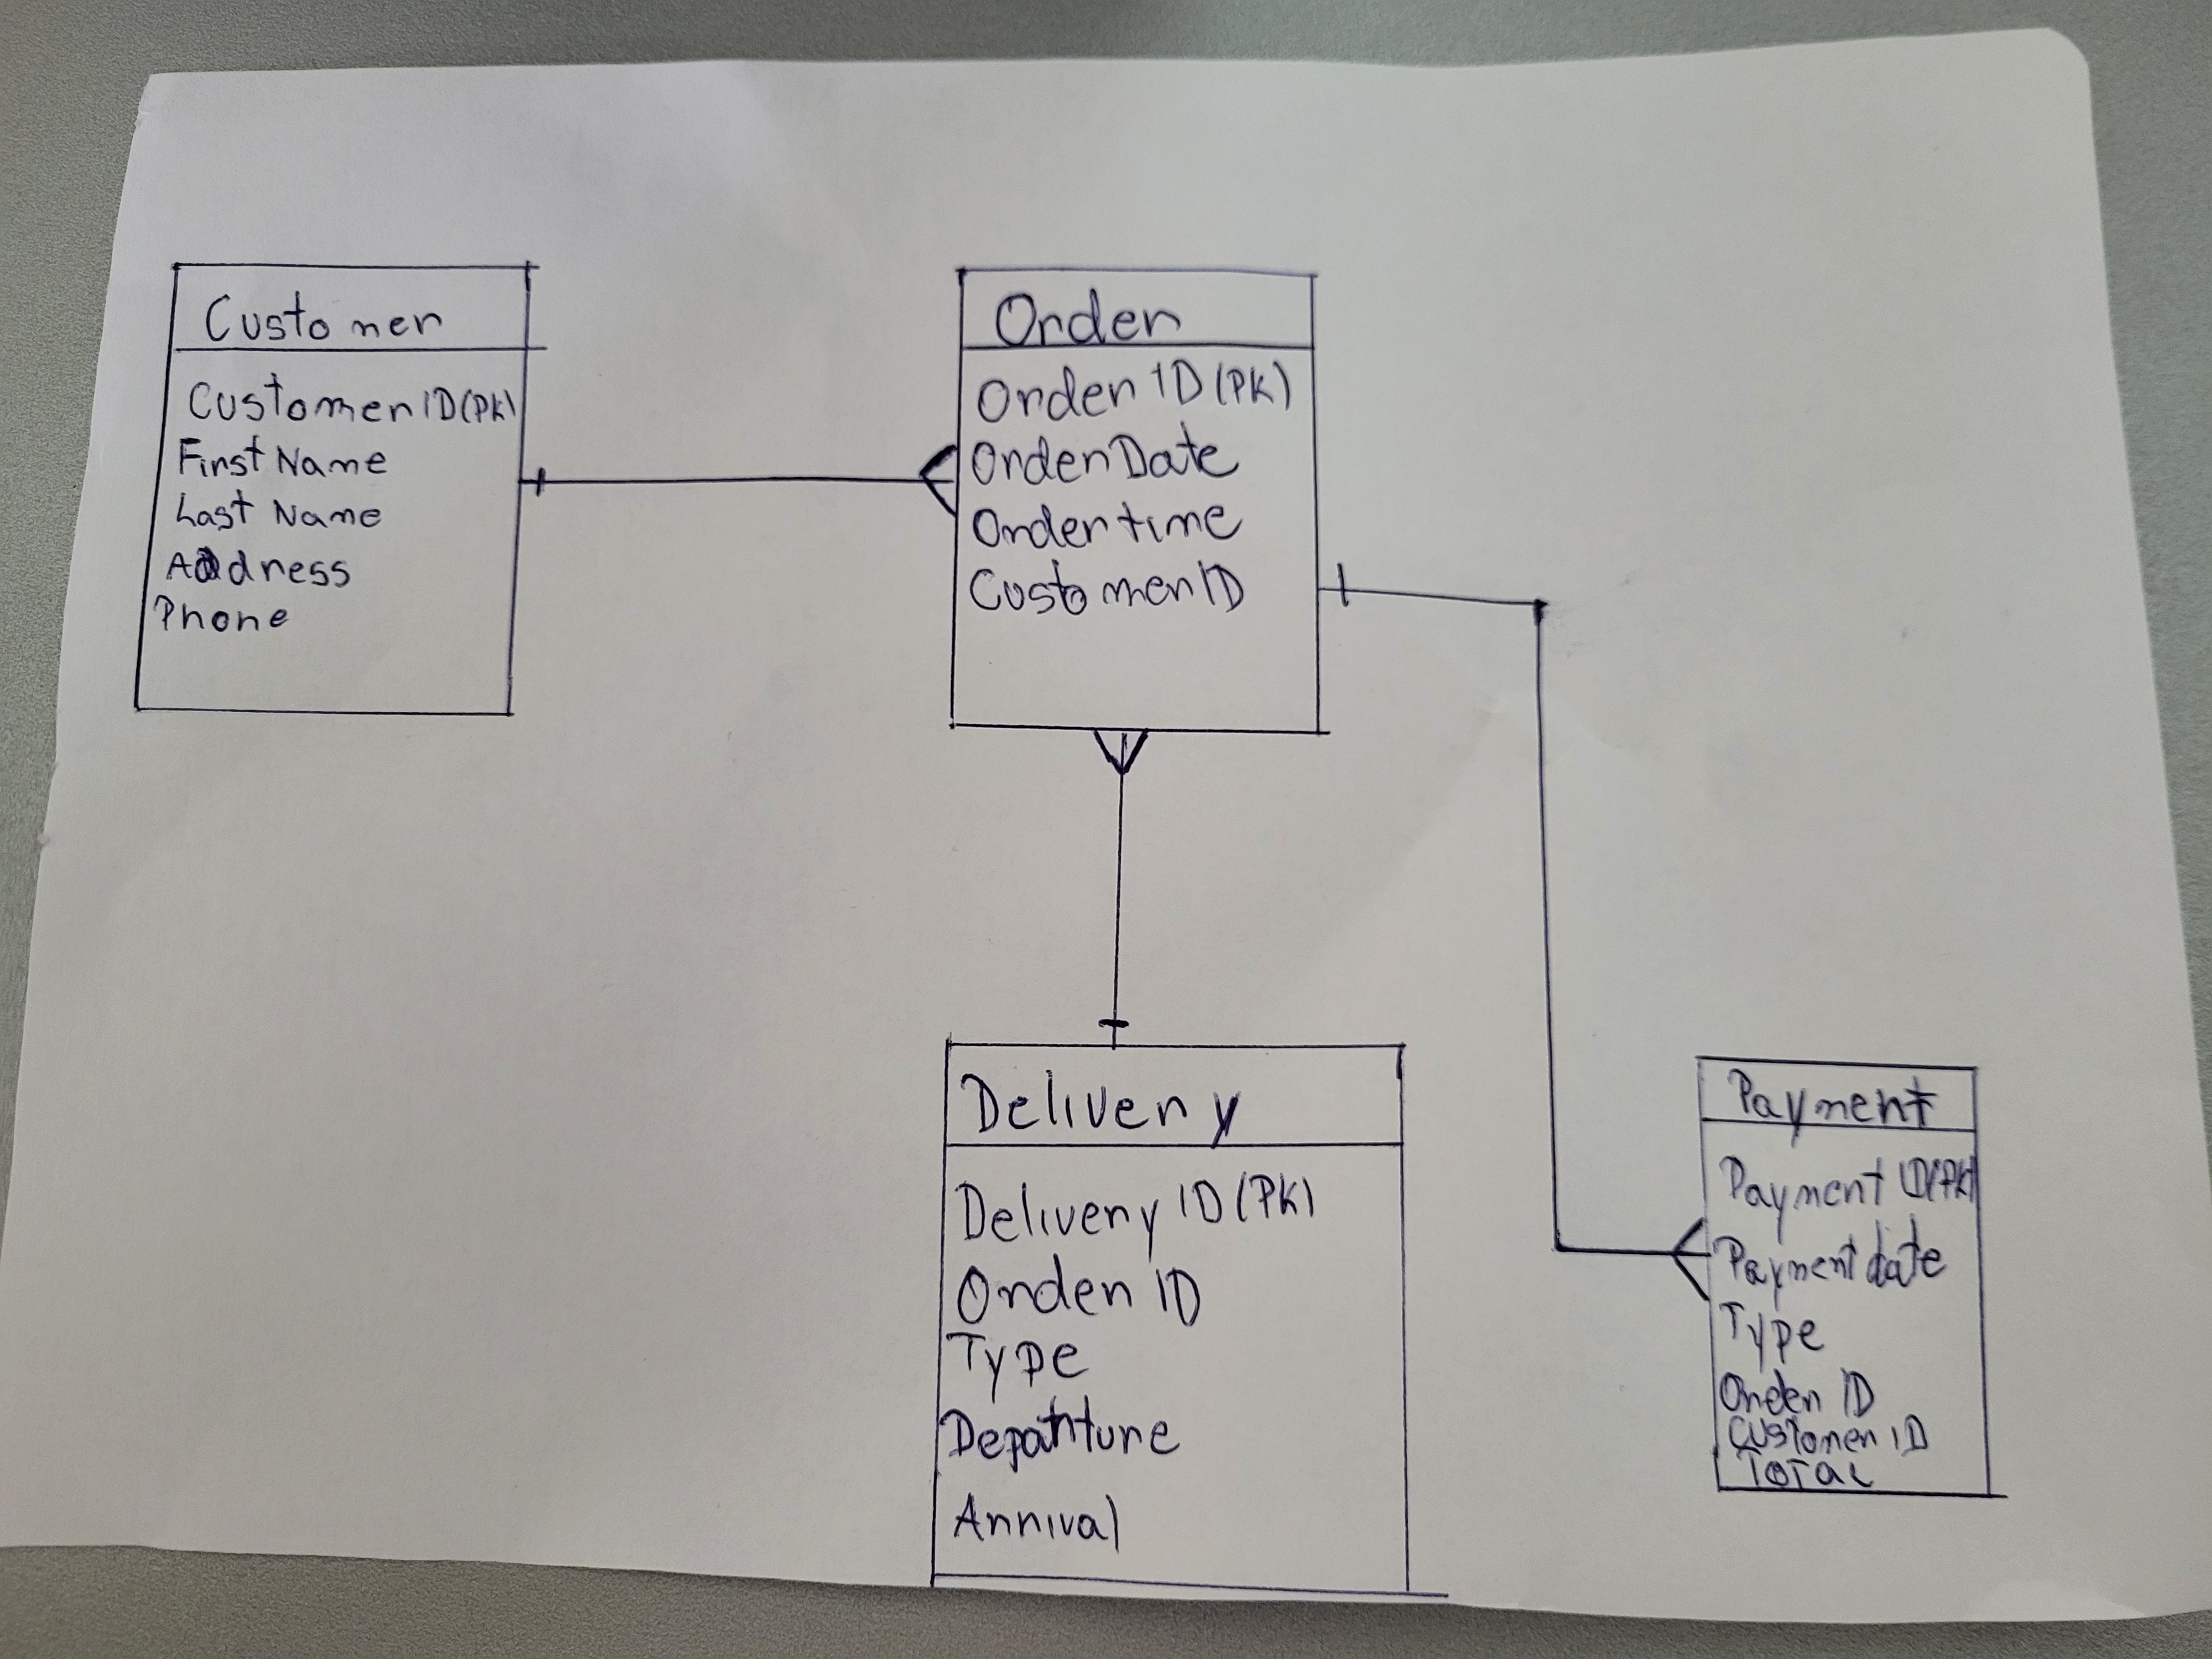 Customer
Customer ID (PK)
First Name
Last Name
Address
Phone
Order
Order ID (PK)
Order Date
Order time
Customer ID
Delivery
Delivery ID (PK)
Order ID
Type
Departure
Arrival
Payment
Payment ID (PK)
Payment date
Type
Order ID
Customer ID
Total